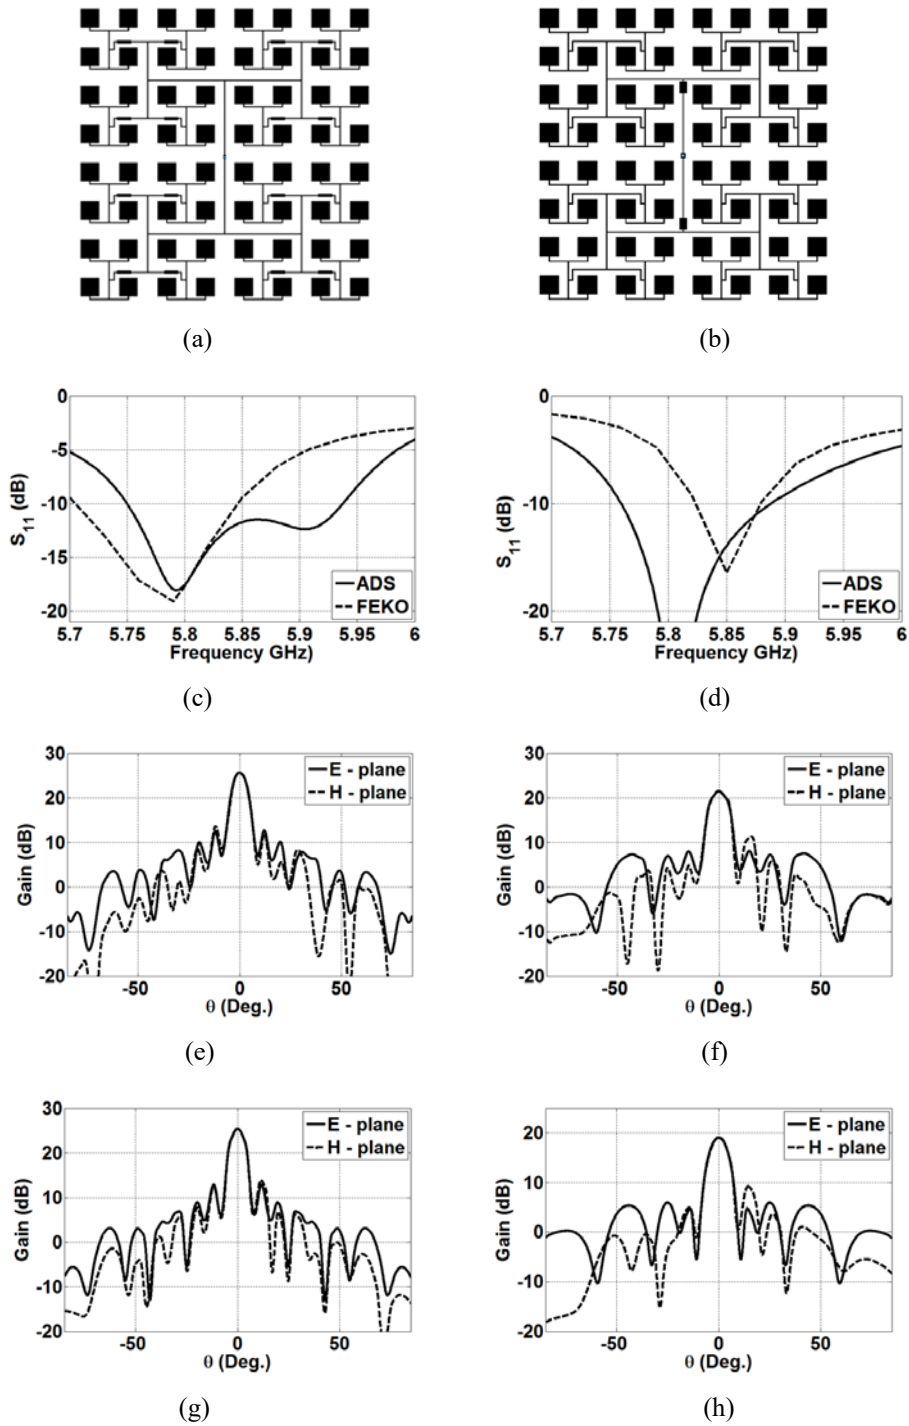 (a)
(b)
0
-5
-10
-15
-20
S11 (dB)
ADS
FEKO
5.7 5.75 5.8 5.85 5.9 5.95 6
Frequency GHz)
(c)
0
-5
-10
-15
-20
S11 (dB)
ADS
FEKO
5.7 5.75 5.8 5.85 5.9 5.95 6
Frequency GHz)
(d)
30
20
10
0
-10
-20
Gain (dB)
E - plane
H - plane
-50 0 50
θ (Deg.)
(e)
30
20
10
0
-10
-20
Gain (dB)
E - plane
H - plane
-50 0 50
θ (Deg.)
(f)
30
20
10
0
-10
-20
Gain (dB)
E - plane
H - plane
-50 0 50
θ (Deg.)
(g)
20
10
0
-10
-20
Gain (dB)
E - plane
H - plane
-50 0 50
θ (Deg.)
(h)